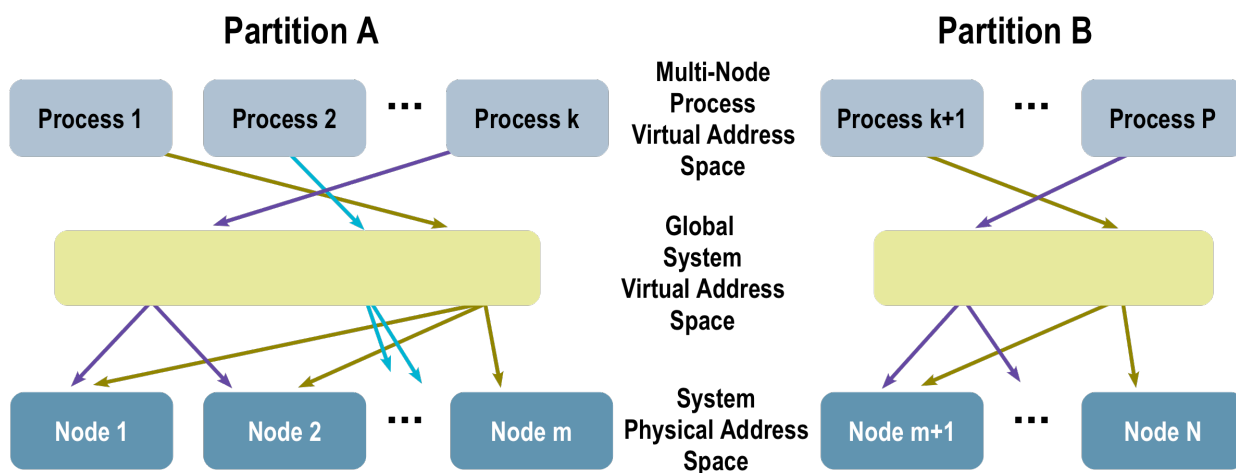 Partition A
Partition B
Process 1
Process 2
...
Process k
Multi-Node
Process
Virtual Address
Space
Process k+1
...
Process P
Global
System
Virtual Address
Space
Node 1
Node 2
...
Node m
System
Physical Address
Space
Node m+1
...
Node N